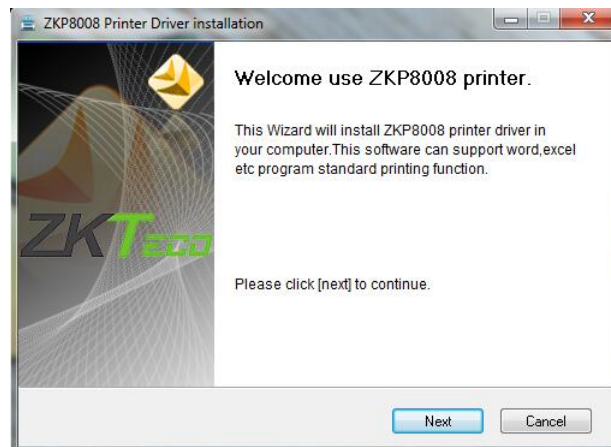 ZKP8008 Printer Driver installation
Welcome use ZKP8008 printer.
This Wizard will install ZKP8008 printer driver in
your computer.This software can support word,excel
etc program standard printing function.
ZKTECO
Please click [next] to continue.
Next
Cancel